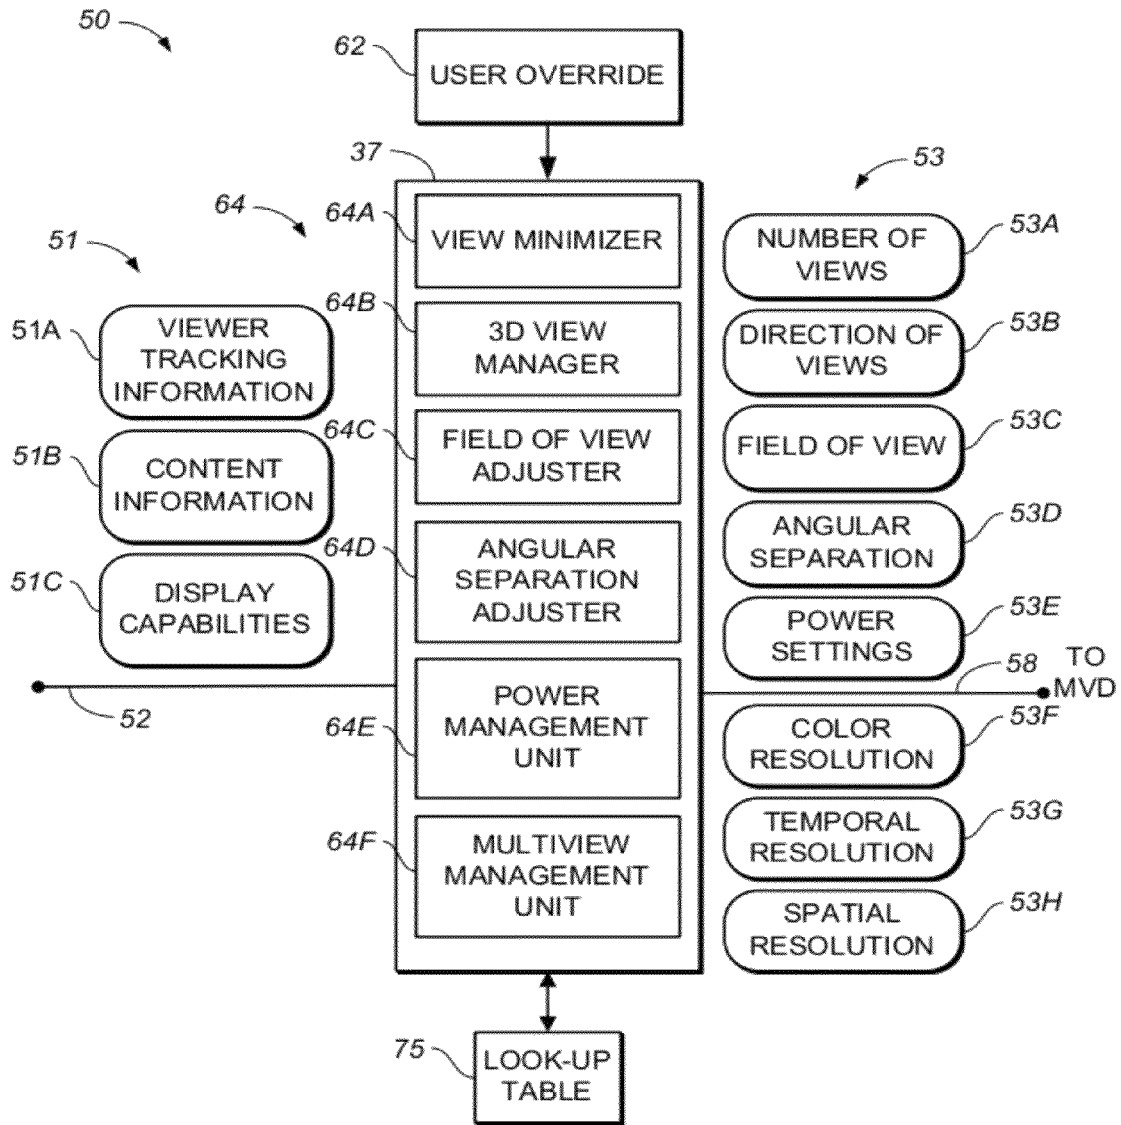 50
62
USER OVERRIDE
37
53
64
64A
VIEW MINIMIZER
51
53A
NUMBER OF
VIEWS
51A
VIEWER
TRACKING
INFORMATION
64B
3D VIEW
MANAGER
53B
DIRECTION OF
VIEWS
64C
FIELD OF VIEW
ADJUSTER
53C
FIELD OF VIEW
51B
CONTENT
INFORMATION
64D
ANGULAR
SEPARATION
ADJUSTER
53D
ANGULAR
SEPARATION
51C
DISPLAY
CAPABILITIES
53E
POWER
SETTINGS
52
58
TO
MVD
64E
POWER
MANAGEMENT
UNIT
53F
COLOR
RESOLUTION
64F
MULTIVIEW
MANAGEMENT
UNIT
53G
TEMPORAL
RESOLUTION
53H
SPATIAL
RESOLUTION
75
LOOK-UP
TABLE